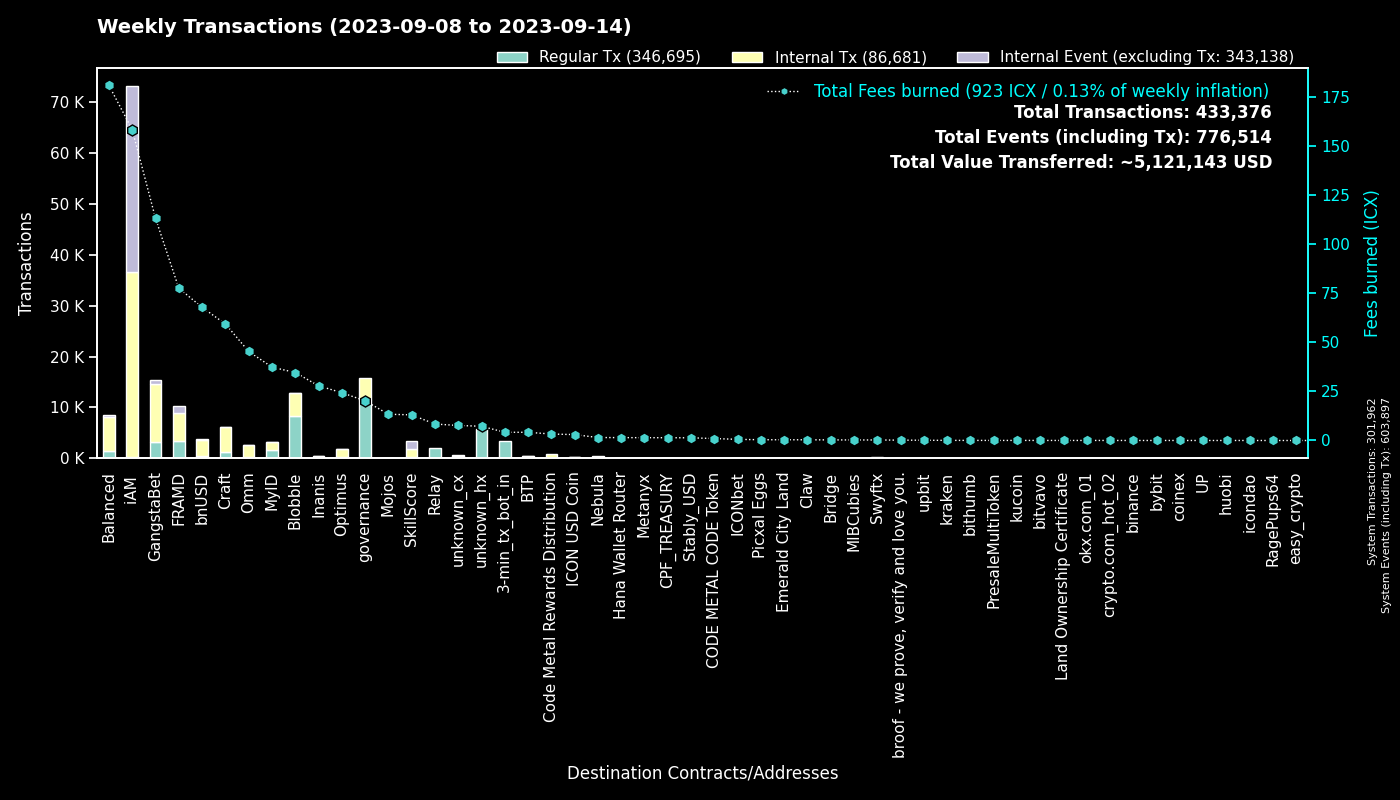 Weekly Transactions (2023-09-08 to 2023-09-14)
Regular Tx (346,695)
Internal Tx (86,681)
Internal Event (excluding Tx: 343,138)
Total Fees burned (923 ICX / 0.13% of weekly inflation)
Total Transactions: 433,376
Total Events (including Tx): 776,514
Total Value Transferred: ~5,121,143 USD
Transactions
70 K
60 K
50 K
40 K
30 K
20 K
10 K
0 K
175
150
125
100
75
50
25
0
Fees burned (ICX)
System Transactions: 301,962
System Events (including Tx): 603,897
Balanced
iAM
GangstaBet
FRAMD
bnUSD
Craft
Omm
MyID
Blobble
Inanis
Optimus
governance
Mojos
SkillScore
Relay
unknown_cx
unknown_hx
3-min_tx_bot_in
BTP
Code Metal Rewards Distribution
ICON USD Coin
Nebula
Hana Wallet Router
Metanyx
CPF_TREASURY
Stably_USD
CODE METAL CODE Token
ICONbet
Picxal Eggs
Emerald City Land
Claw
Bridge
MIBCubies
Swyftx
broof - we prove, verify and love you.
upbit
kraken
bithumb
PresaleMultiToken
kucoin
bitvavo
Land Ownership Certificate
okx.com_01
crypto.com_hot_02
binance
bybit
coinex
UP
huobi
icondao
RagePups64
easy_crypto
Destination Contracts/Addresses